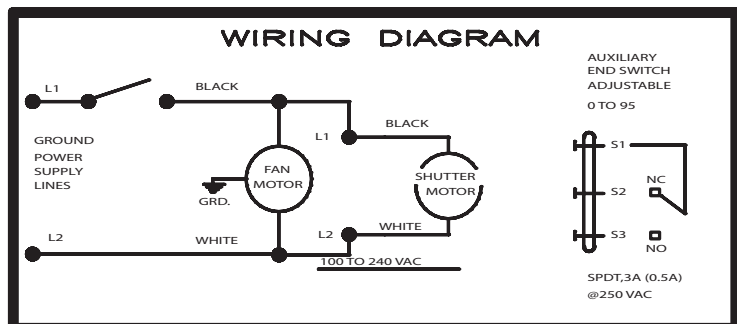 WIRING DIAGRAM
AUXILIARY
END SWITCH
ADJUSTABLE
0 TO 95
L1
BLACK
GROUND
POWER
SUPPLY
LINES
L1
BLACK
FAN
MOTOR
GRD.
SHUTTER
MOTOR
L2
WHITE
L2
WHITE
100 TO 240 VAC
S1
S2
NC
S3
NO
SPDT,3A (0.5A)
@250 VAC